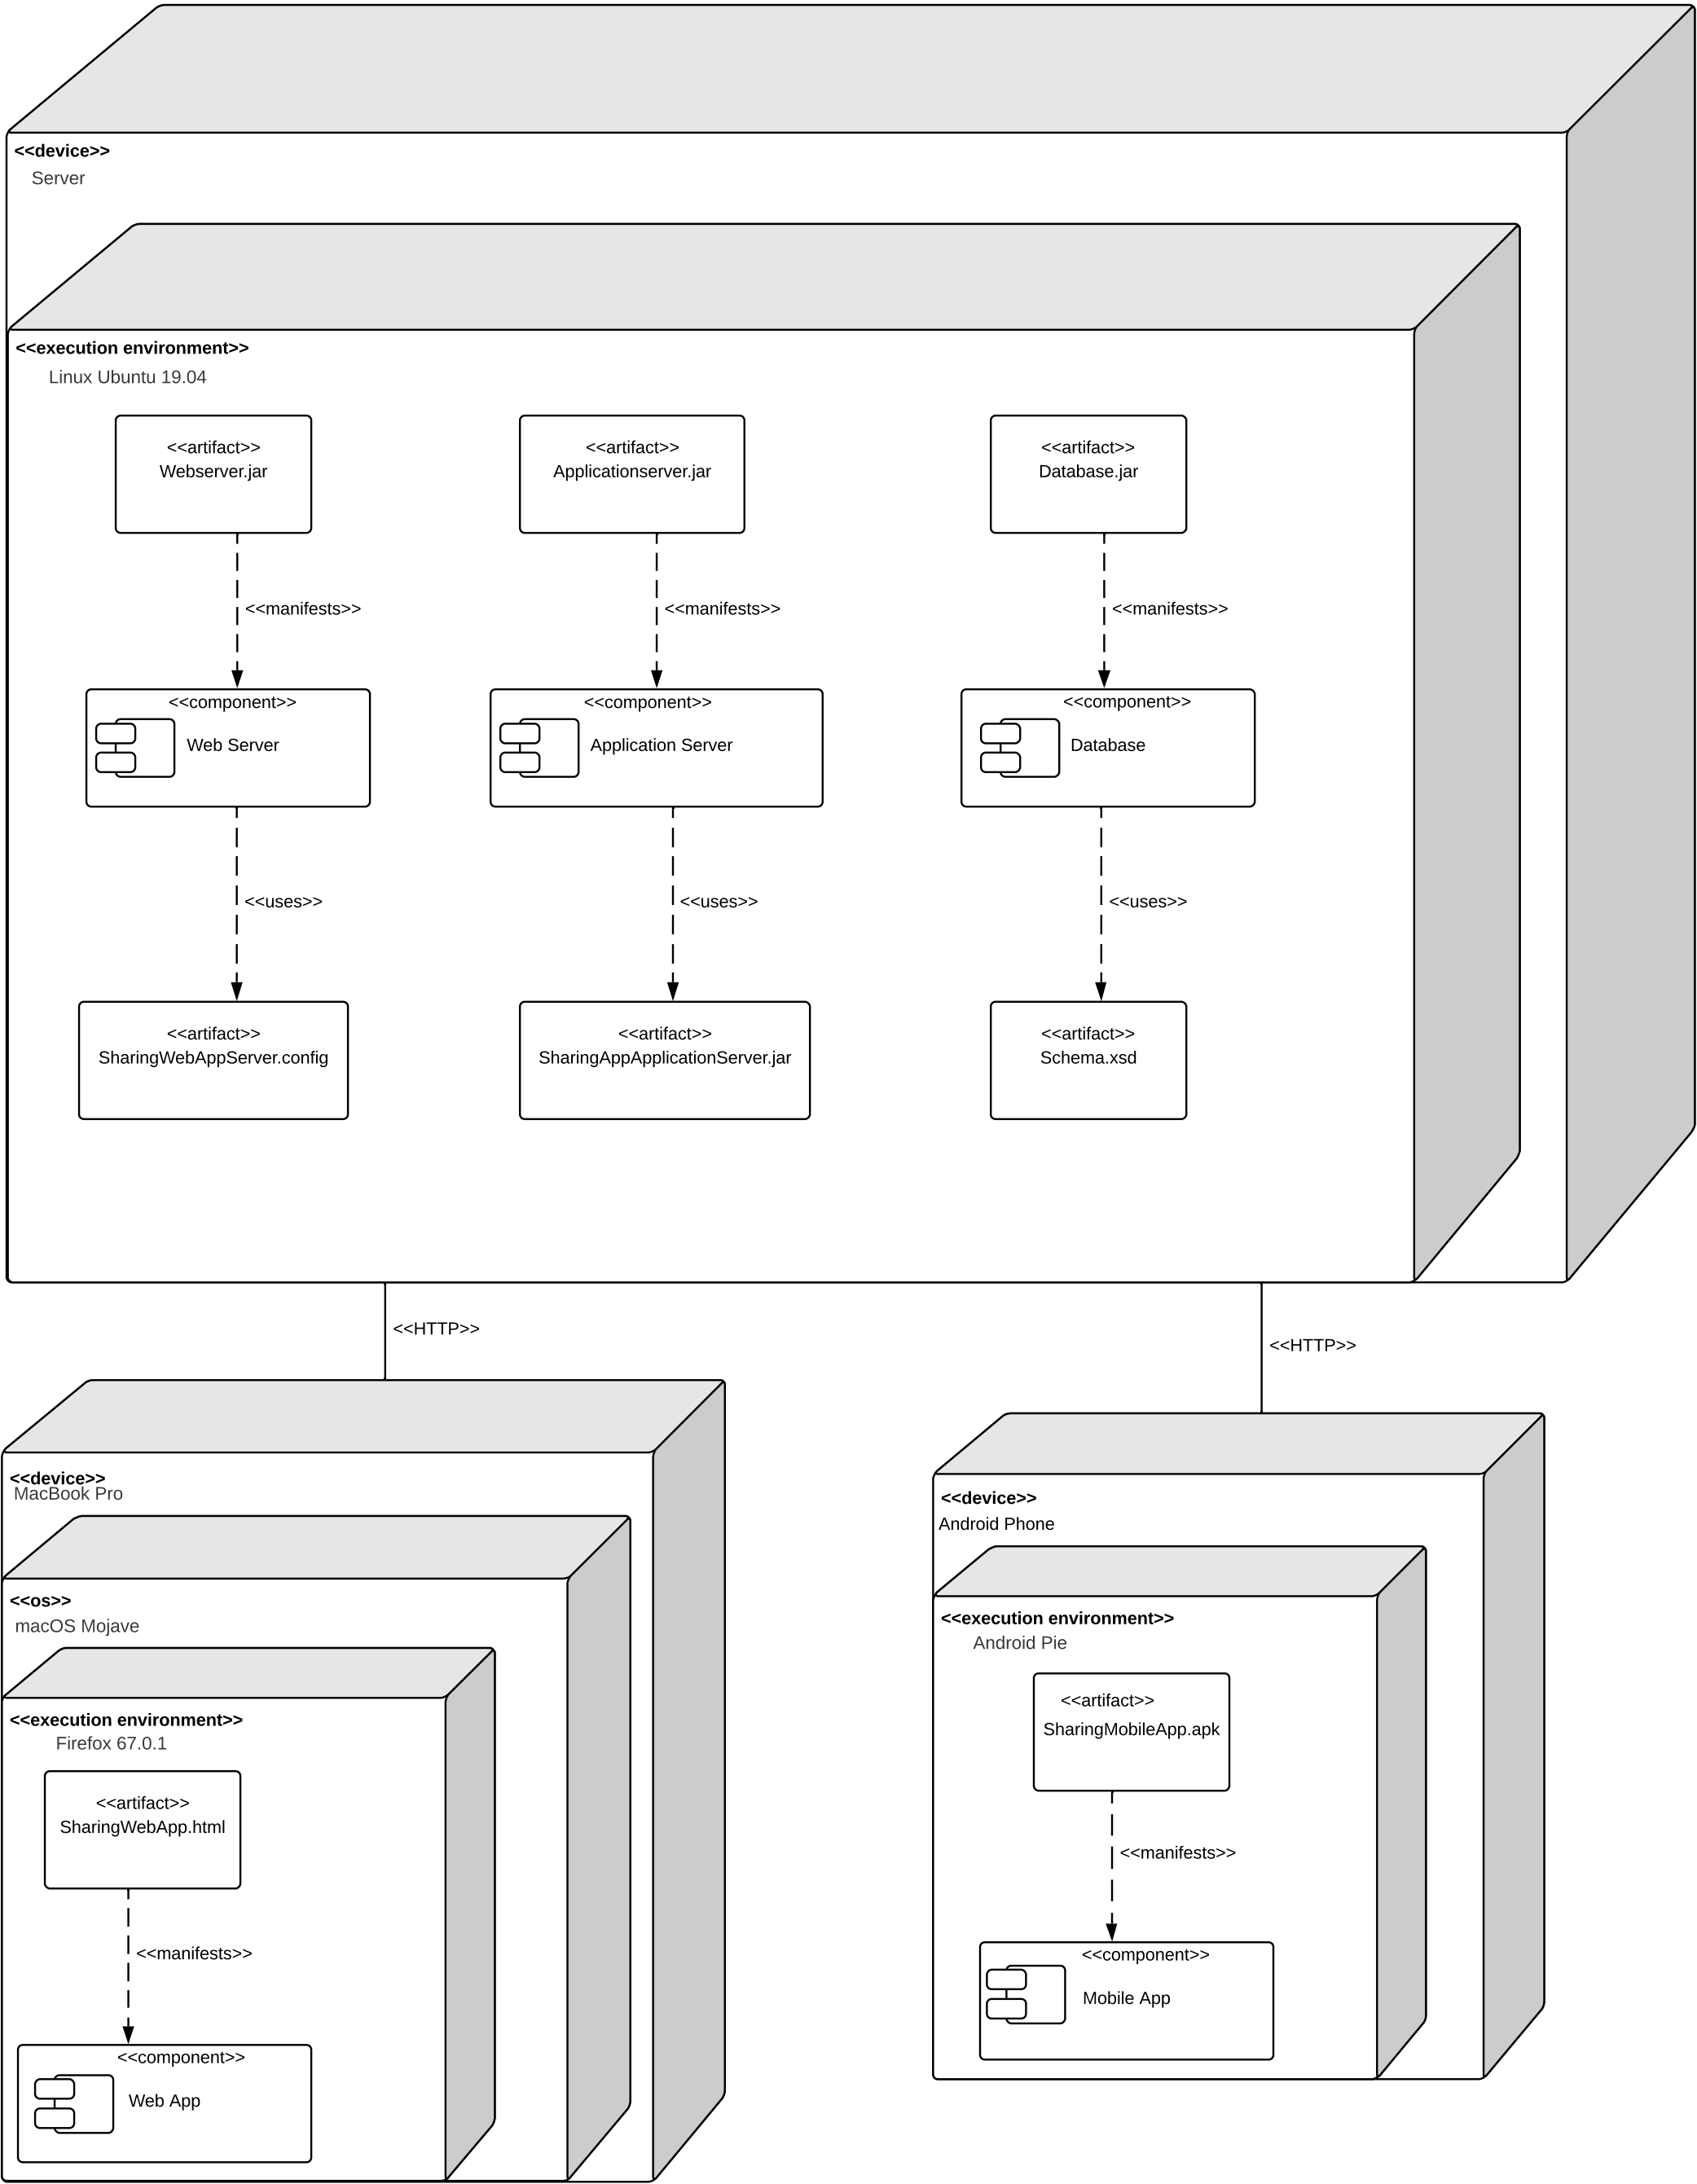 <<device>>
Server
<<execution environment>>
Linux Ubuntu 19.04
<<artifact>>
Webserver.jar
<<artifact>>
Applicationserver.jar
<<artifact>>
Database.jar
<<manifests>>
<<manifests>>
<<manifests>>
<<component>>
Web Server
<<component>>
Application Server
<<component>>
Database
<<uses>>
<<uses>>
<<uses>>
<<artifact>>
SharingWebAppServer.config
<<artifact>>
SharingAppApplicationServer.jar
<<artifact>>
Schema.xsd
<<HTTP>>
<<HTTP>>
<<device>>
MacBook Pro
<<os>>
macOS Mojave
<<execution environment>>
Firefox 67.0.1
<<artifact>>
SharingWebApp.html
<<manifests>>
<<component>>
Web App
<<device>>
Android Phone
<<execution environment>>
Android Pie
<<artifact>>
SharingMobileApp.apk
<<manifests>>
<<component>>
Mobile App